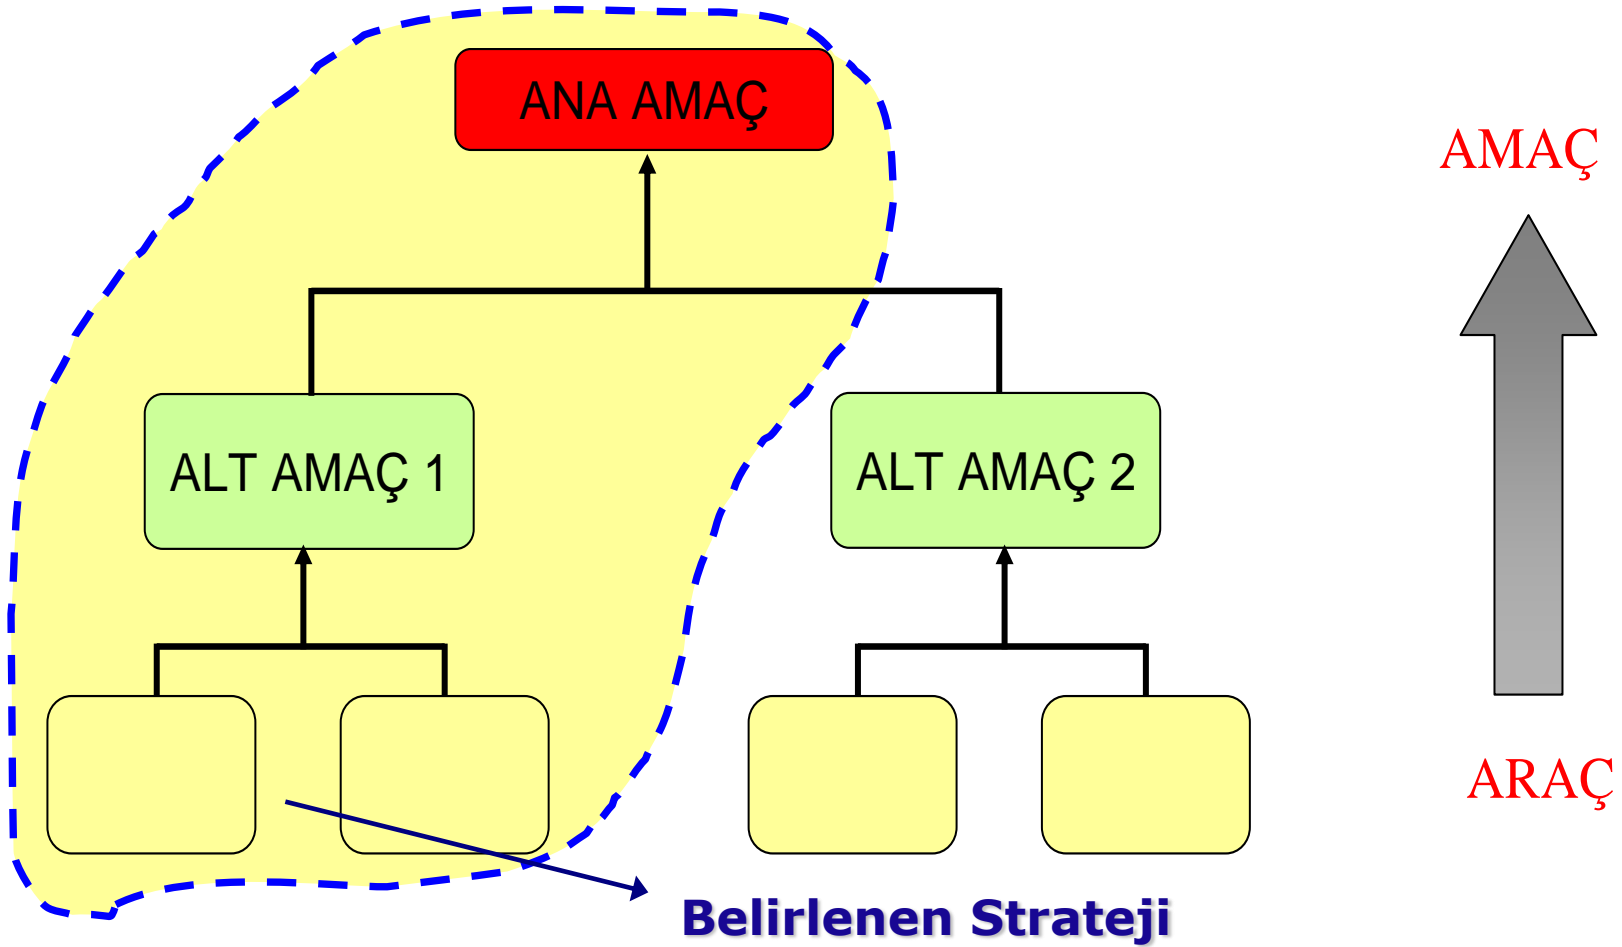 ANA AMAÇ
AMAÇ
ALT AMAÇ 1
ALT AMAÇ 2
ARAÇ
Belirlenen Strateji